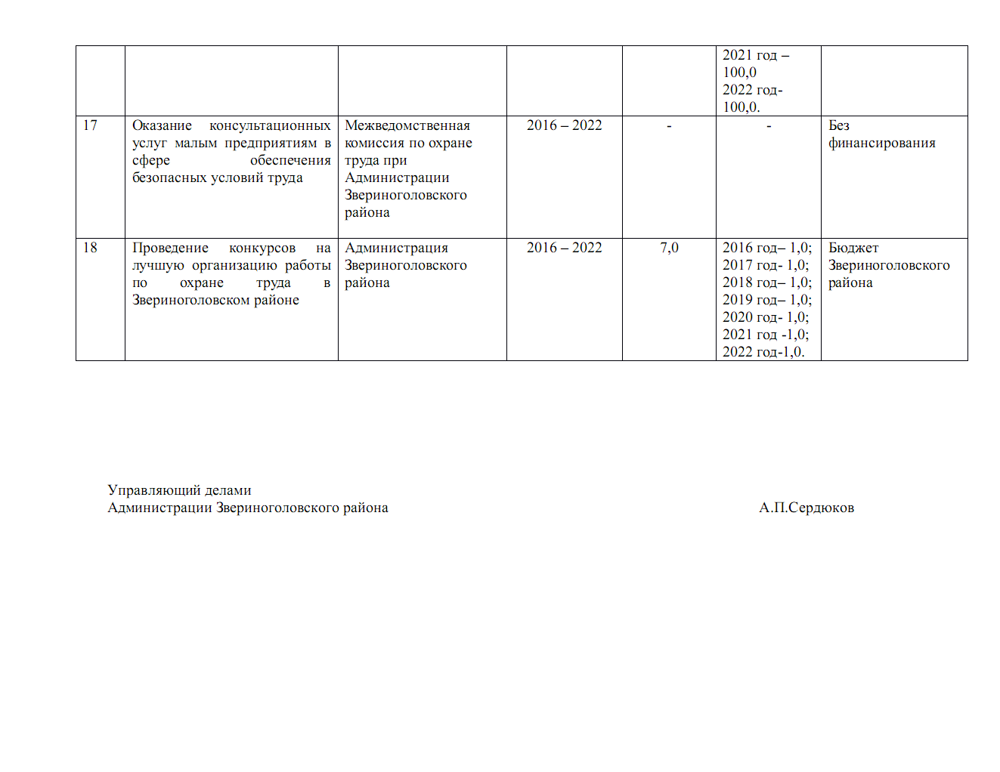 2021 год –
100,0
2022 год-
100,0.
17
Оказание консультационных
услуг малым предприятиям в
сфере обеспечения
безопасных условий труда
Межведомственная
комиссия по охране
труда при
Администрации
Звериноголовского
района
2016 – 2022
-
-
Без
финансирования
18
Проведение конкурсов на
лучшую организацию работы
по охране труда в
Звериноголовском районе
Администрация
Звериноголовского
района
2016 – 2022
7,0
2016 год– 1,0;
2017 год- 1,0;
2018 год– 1,0;
2019 год– 1,0;
2020 год- 1,0;
2021 год -1,0;
2022 год-1,0.
Бюджет
Звериноголовского
района
Управляющий делами
Администрации Звериноголовского района А.П.Сердюков